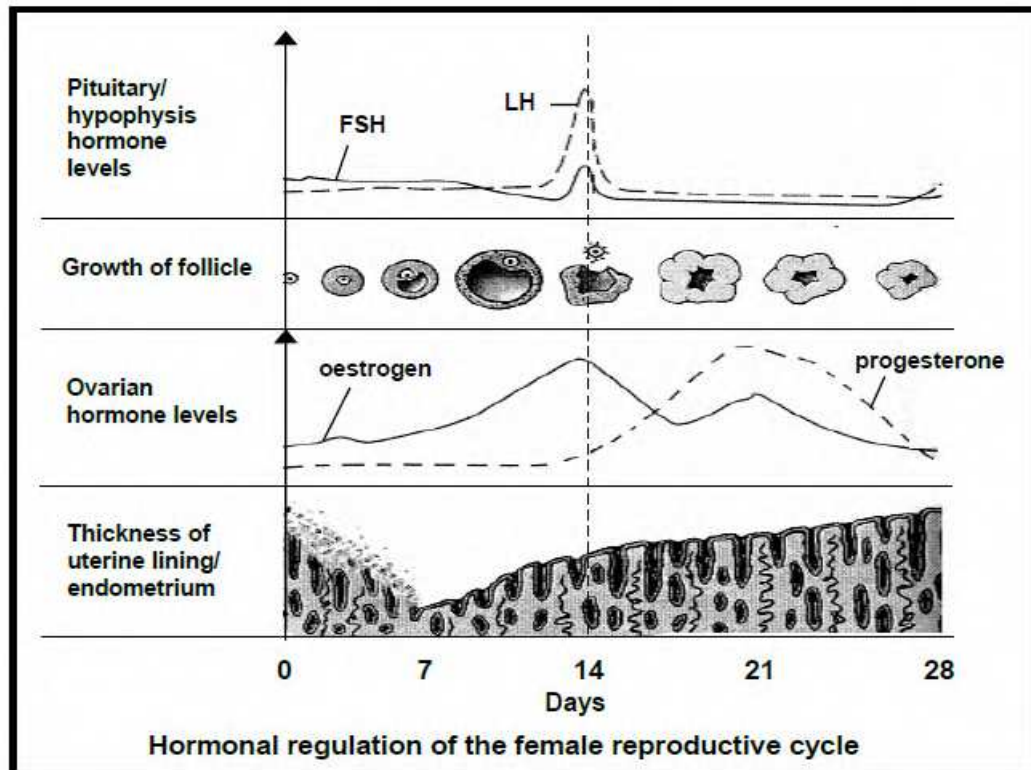 Pituitary/
hypophysis
hormone
levels
FSH
LH
Growth of follicle
Ovarian
hormone levels
oestrogen
progesterone
Thickness of
uterine lining/
endometrium
0 7 14 21 28
Days
Hormonal regulation of the female reproductive cycle